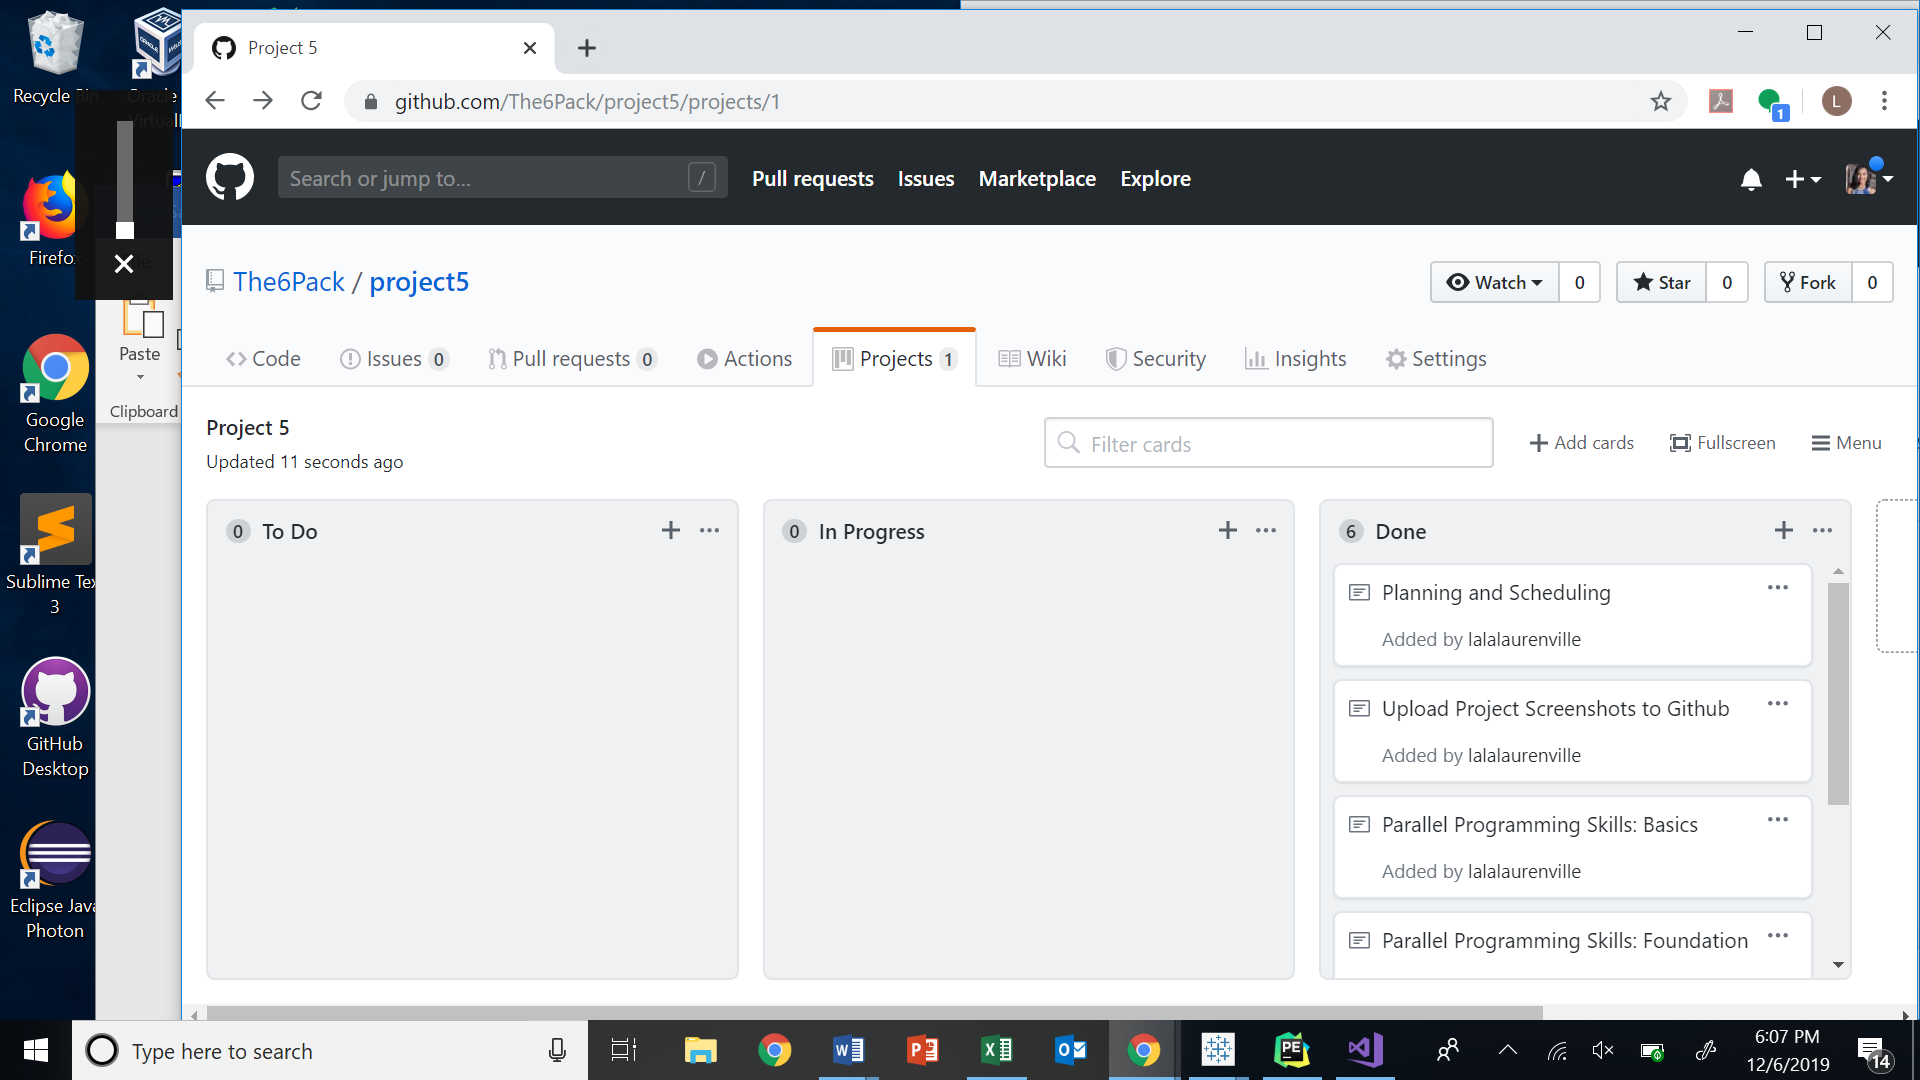 Project 5
github.com/The6Pack/project5/projects/1
1
L
Search or jump to...
/
Pull requests
Issues
Marketplace
Explore
The6Pack / project5
Watch 0
Star 0
Fork 0
Code
Issues 0
Pull requests 0
Actions
Projects 1
Wiki
Security
Insights
Settings
Project 5
Updated 11 seconds ago
Filter cards
Add cards
Fullscreen
Menu
0 To Do
0 In Progress
6 Done
Planning and Scheduling
Added by lalalaurenville
Upload Project Screenshots to Github
Added by lalalaurenville
Parallel Programming Skills: Basics
Added by lalalaurenville
Parallel Programming Skills: Foundation
Recycle Bin
Oracle
Firefo
Paste
Clipboard
Google
Chrome
Sublime Tex
3
GitHub
Desktop
Eclipse Java
Photon
Type here to search
6:07 PM
12/6/2019
14